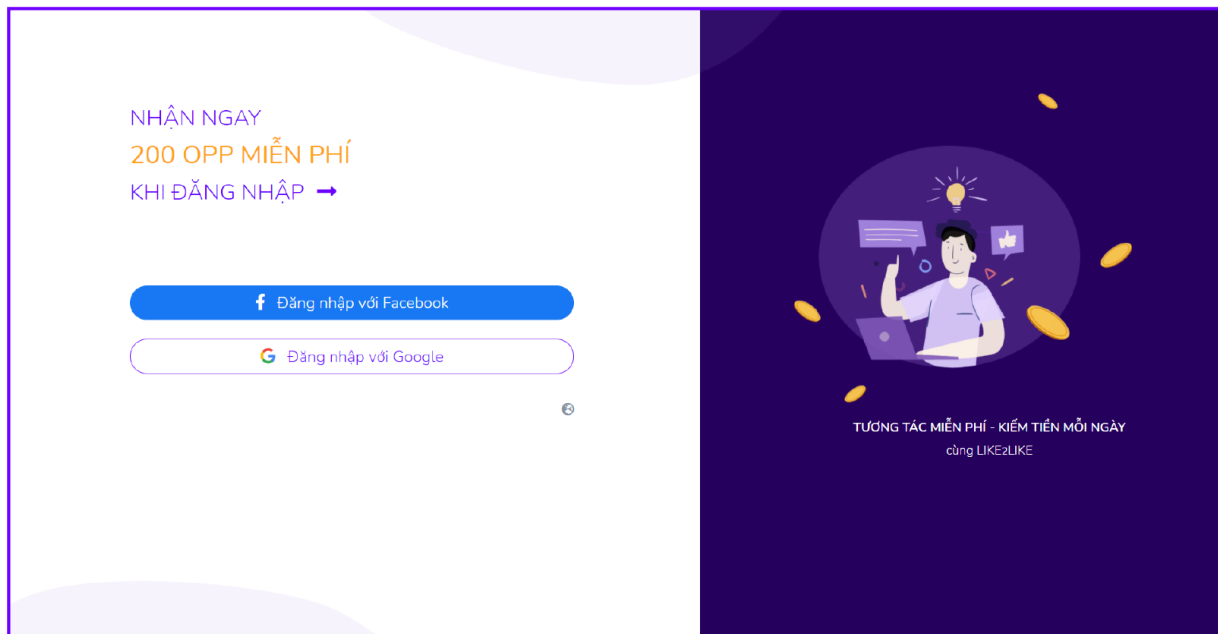 NHẬN NGAY
200 OPP MIỄN PHÍ
KHI ĐĂNG NHẬP
Đăng nhập với Facebook
Đăng nhập với Google
TƯƠNG TÁC MIỄN PHÍ - KIẾM TIỀN MỖI NGÀY
cùng LIKE2LIKE